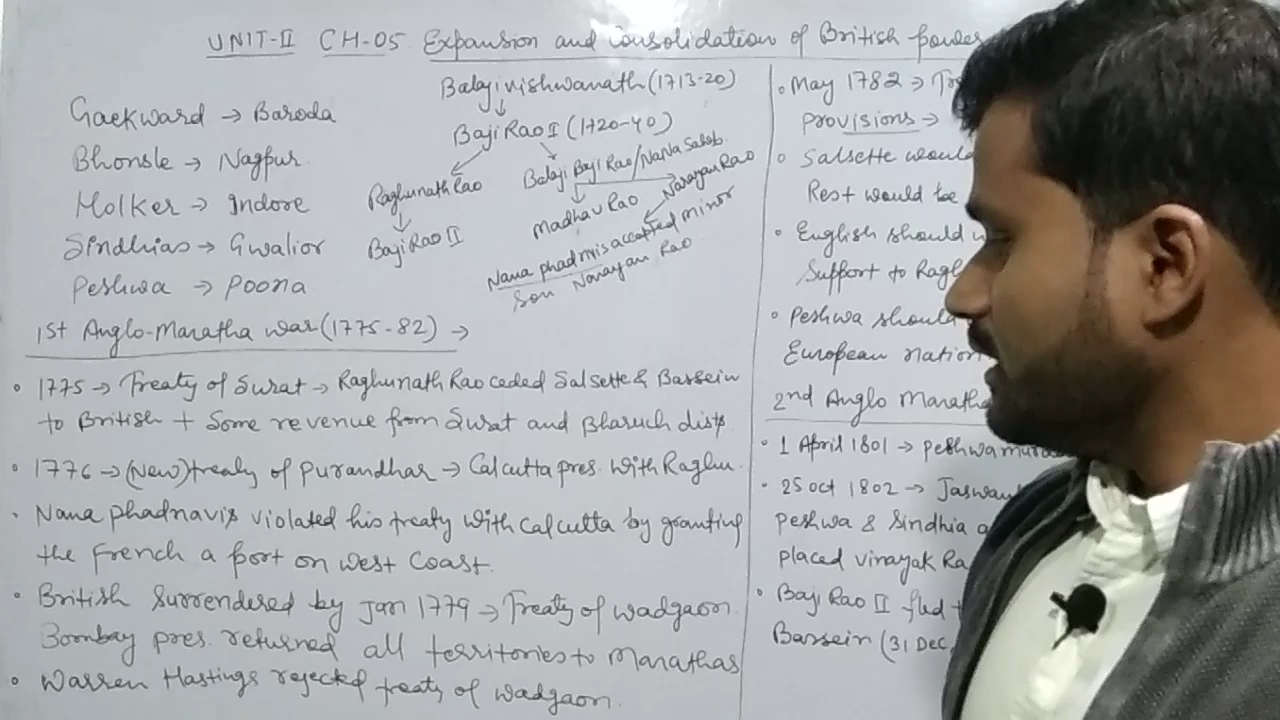 UNIT-II CH-05 Expansion and Consolidation of British power
Gaekward → Baroda
Bhonsle → Nagpur
Holker → Indore
Sindhias → Gwalior
Peshwa → Poona
Balaji vishwanath (1713-20)
Baji Rao I (1720-40)
Raghunath Rao
Baji Rao II
Balaji Baji Rao/Nana Saheb
Madhav Rao
Narayan Rao
Nana phadnvis accepted minor
son Narayan Rao
1st Anglo-Maratha war (1775-82) →
• 1775 → Treaty of Surat → Raghunath Rao ceded Salsette & Bassein
to British + Some revenue from Surat and Bharuch dists.
• 1776 → (New) treaty of Purandhar → Calcutta pres. with Raghu.
• Nana phadnavis violated his treaty with Calcutta by granting
the French a port on West Coast.
• British Surrendered by Jan 1779 → Treaty of wadgaon.
Bombay pres. returned all territories to Marathas
• Warren Hastings rejected treaty of wadgaon.
• May 1782 →
provisions →
• Salsette would
Rest would be
• English should
Support to
• Peshwa should
European nation
2nd Anglo Maratha
• 1 April 1801 → Peshwa
• 25 Oct 1802 →
Peshwa & Sindhia
placed vinayak
• Baji Rao II fled
Bassein (31 Dec